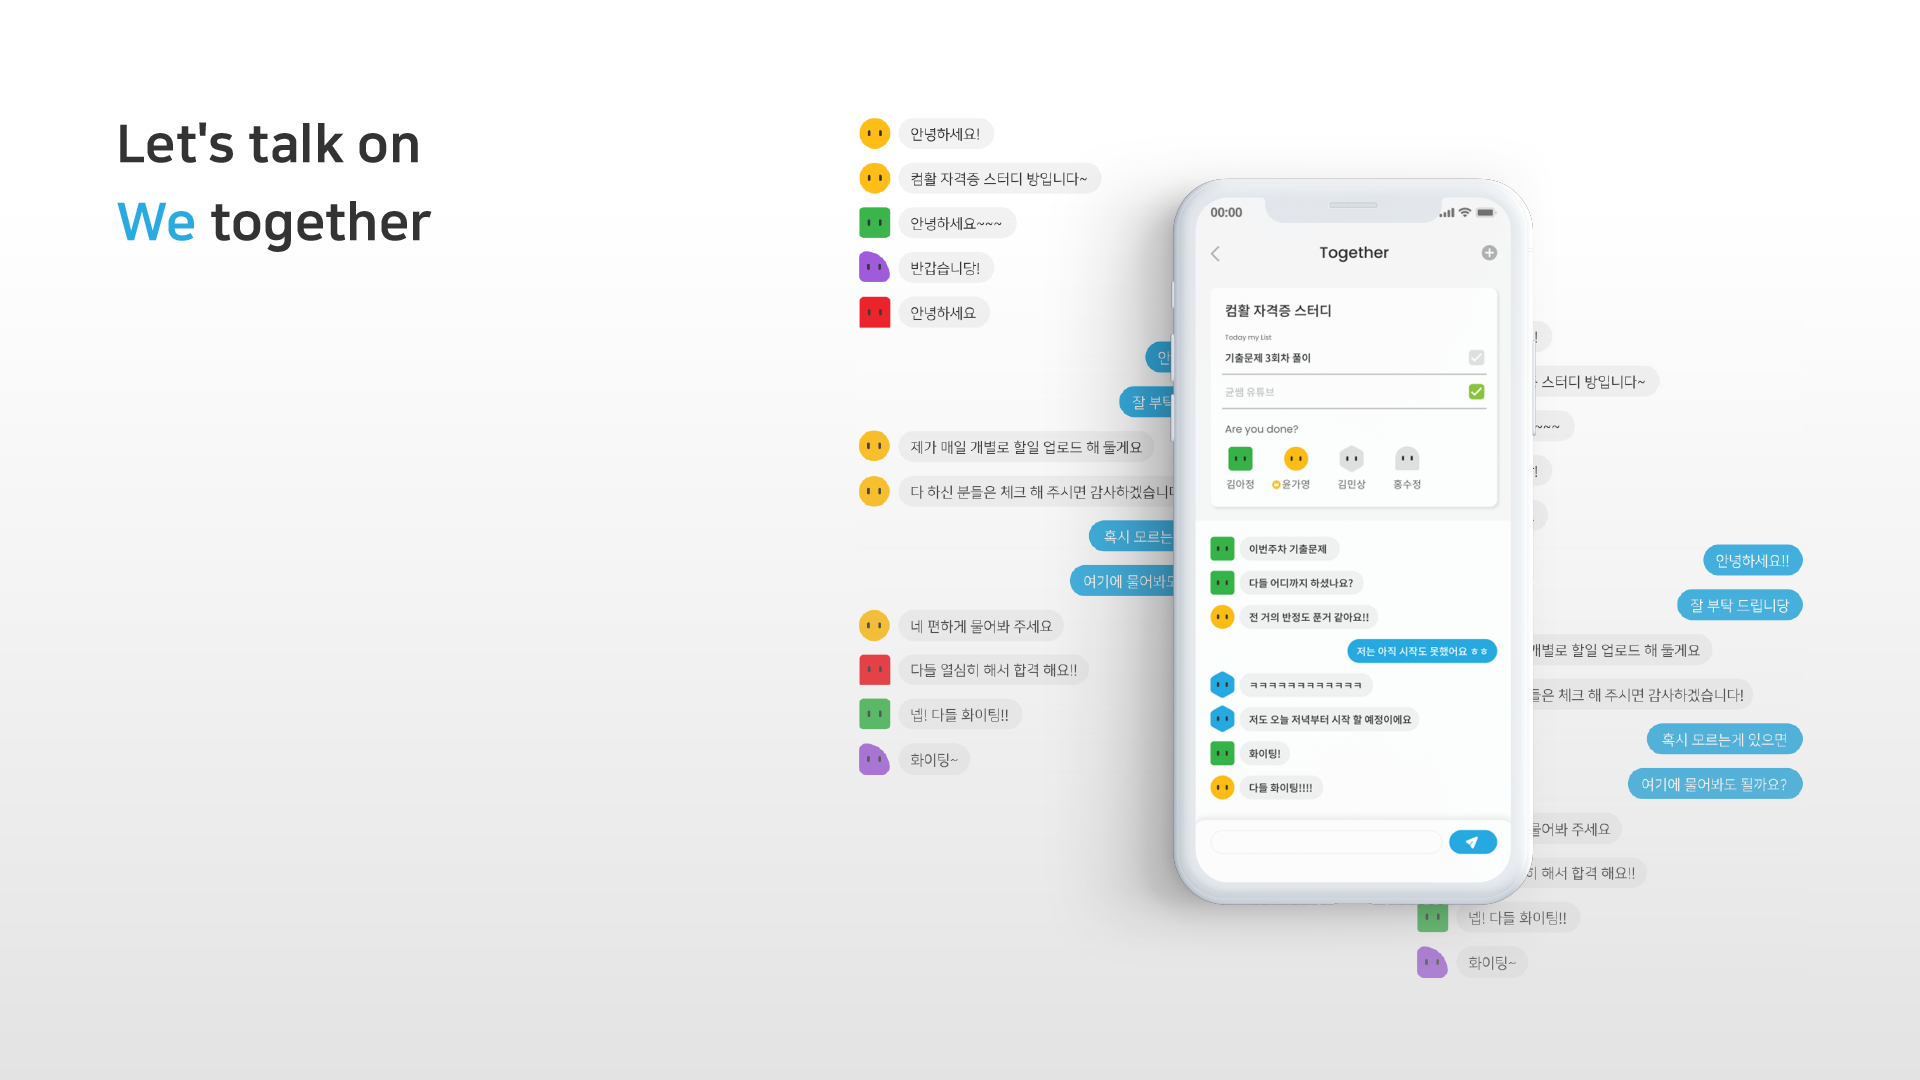 Let's talk on
We together
안녕하세요!
컴활 자격증 스터디 방입니다~
안녕하세요~~~
반갑습니당!
안녕하세요
안
잘 부탁
제가 매일 개별로 할일 업로드 해 둘게요
다 하신 분들은 체크 해 주시면 감사하겠습니다
혹시 모르는
여기에 물어봐도
네 편하게 물어봐 주세요
다들 열심히 해서 합격 해요!!
넵! 다들 화이팅!!
화이팅~
00:00
Together
컴활 자격증 스터디
Today my List
기출문제 3회차 풀이
균쌤 유튜브
Are you done?
김아정 윤가영 김민상 홍수정
이번주차 기출문제
다들 어디까지 하셨나요?
전 거의 반정도 푼거 같아요!!
저는 아직 시작도 못했어요 ㅎㅎ
ㅋㅋㅋㅋㅋㅋㅋㅋㅋㅋㅋㅋ
저도 오늘 저녁부터 시작 할 예정이에요
화이팅!
다들 화이팅!!!!
!
스터디 방입니다~
~~~
!
안녕하세요!!
잘 부탁 드립니당
개별로 할일 업로드 해 둘게요
들은 체크 해 주시면 감사하겠습니다!
혹시 모르는게 있으면
여기에 물어봐도 될까요?
물어봐 주세요
히 해서 합격 해요!!
넵! 다들 화이팅!!
화이팅~